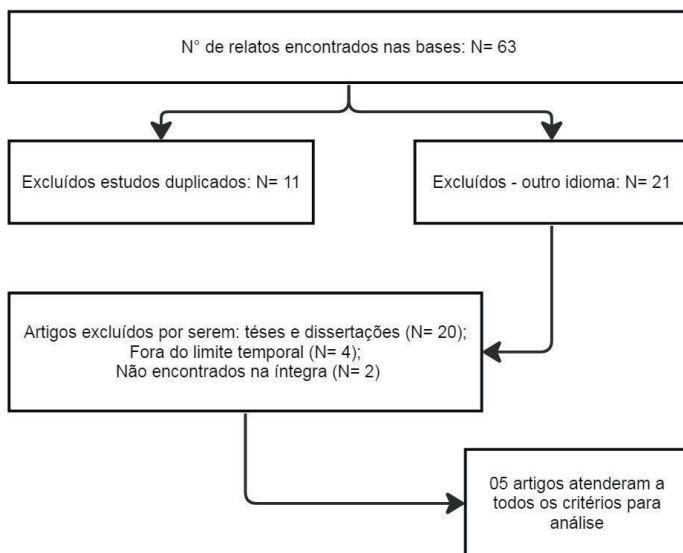 N° de relatos encontrados nas bases: N= 63
Excluídos estudos duplicados: N= 11
Excluídos - outro idioma: N= 21
Artigos excluídos por serem: téses e dissertações (N= 20);
Fora do limite temporal (N= 4);
Não encontrados na íntegra (N= 2)
05 artigos atenderam a
todos os critérios para
análise